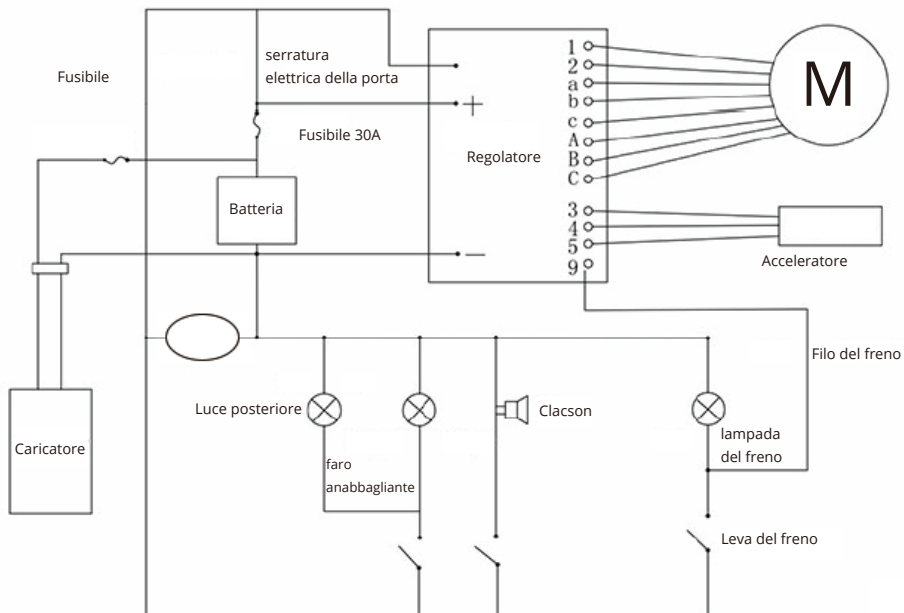 serratura
elettrica della porta
Fusibile
Fusibile 30A
Batteria
Regolatore
+
—
1
2
a
b
c
A
B
C
3
4
5
9
M
Acceleratore
Filo del freno
Caricatore
Luce posteriore
Clacson
faro
anabbagliante
lampada
del freno
Leva del freno